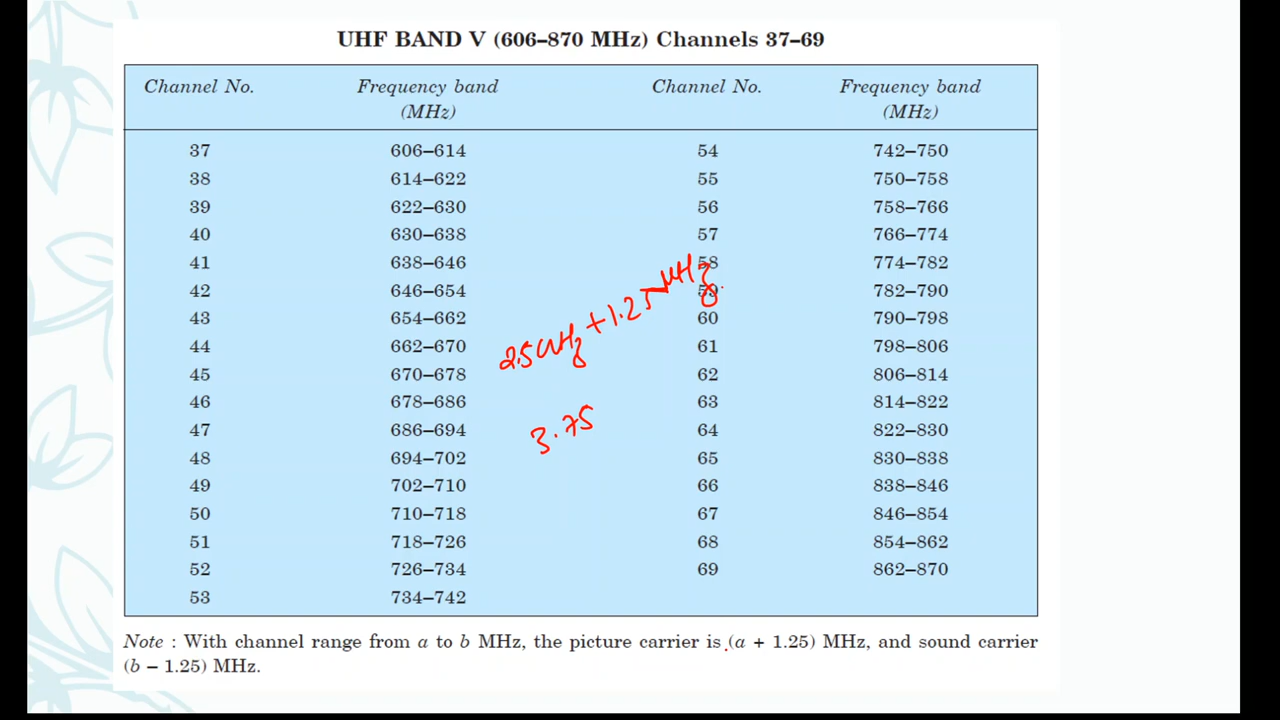 UHF BAND V (606–870 MHz) Channels 37–69
Channel No. Frequency band (MHz) Channel No. Frequency band (MHz)
37 606–614 54 742–750
38 614–622 55 750–758
39 622–630 56 758–766
40 630–638 57 766–774
41 638–646 58 774–782
42 646–654 59 782–790
43 654–662 60 790–798
44 662–670 61 798–806
45 670–678 62 806–814
46 678–686 63 814–822
47 686–694 64 822–830
48 694–702 65 830–838
49 702–710 66 838–846
50 710–718 67 846–854
51 718–726 68 854–862
52 726–734 69 862–870
53 734–742
2.5 MHz + 1.25 MHz
3.75
Note : With channel range from a to b MHz, the picture carrier is (a + 1.25) MHz, and sound carrier
(b – 1.25) MHz.